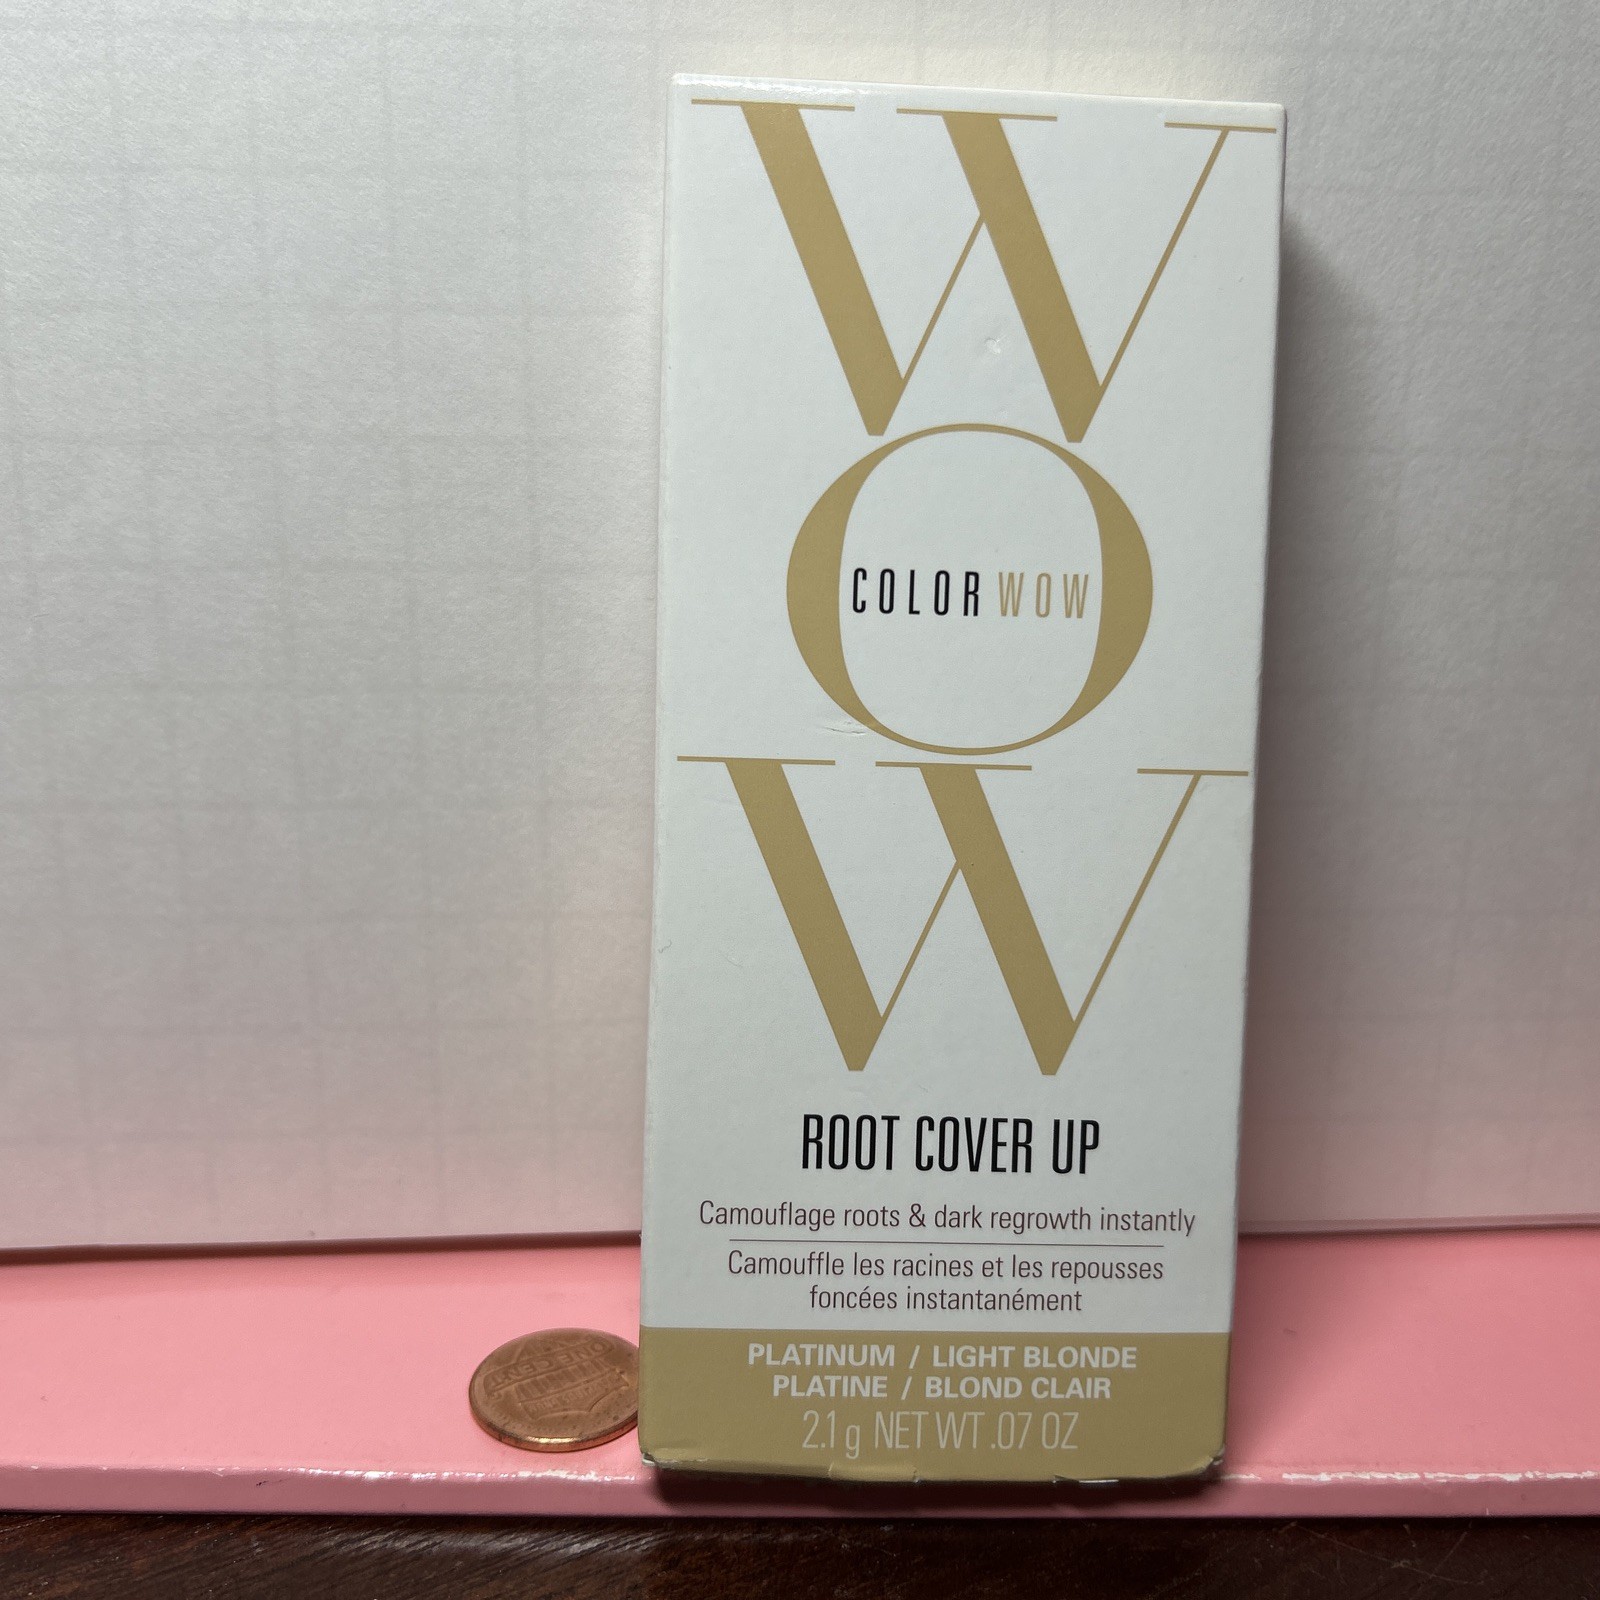 W
O
COLOR WOW
W
ROOT COVER UP
Camouflage roots & dark regrowth instantly
Camouffle les racines et les repousses
foncées instantanément
PLATINUM / LIGHT BLONDE
PLATINE / BLOND CLAIR
2.1 g NET WT .07 OZ
ONE CENT